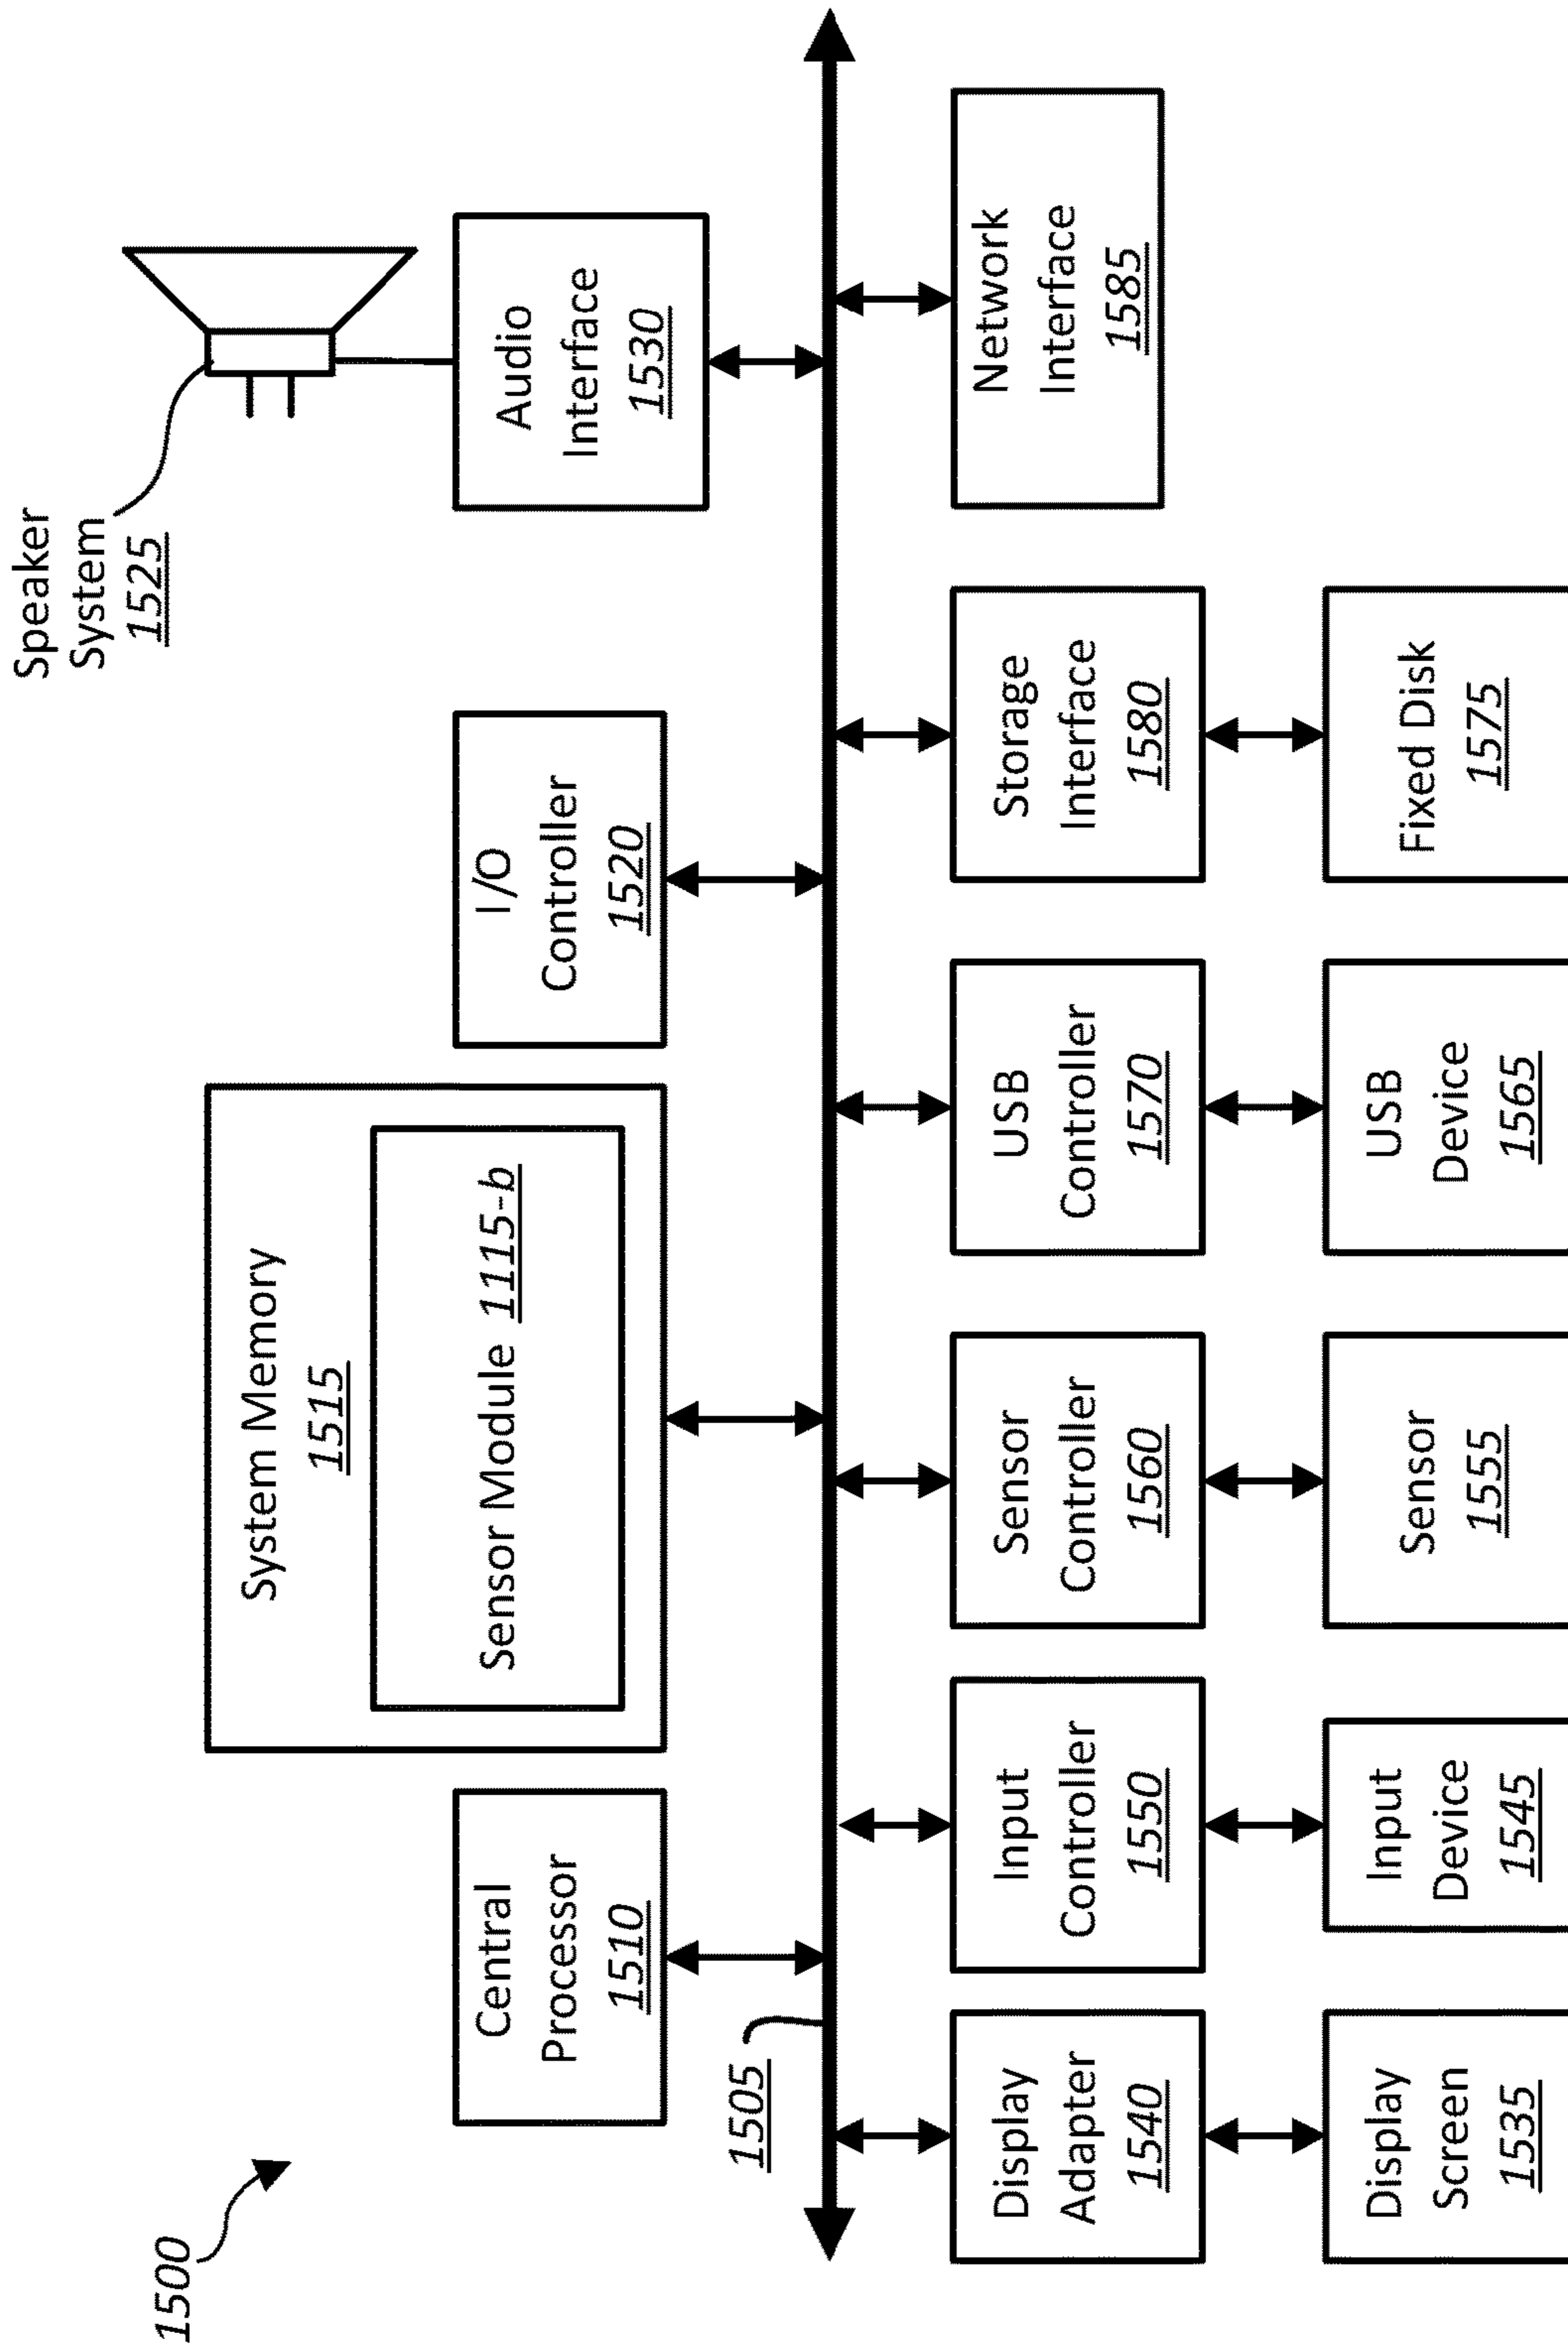 1500
Speaker
System
1525
System Memory
1515
Sensor Module 1115-b
Central
Processor
1510
I/O
Controller
1520
Audio
Interface
1530
1505
Display
Adapter
1540
Input
Controller
1550
Sensor
Controller
1560
USB
Controller
1570
Storage
Interface
1580
Network
Interface
1585
Display
Screen
1535
Input
Device
1545
Sensor
1555
USB
Device
1565
Fixed Disk
1575